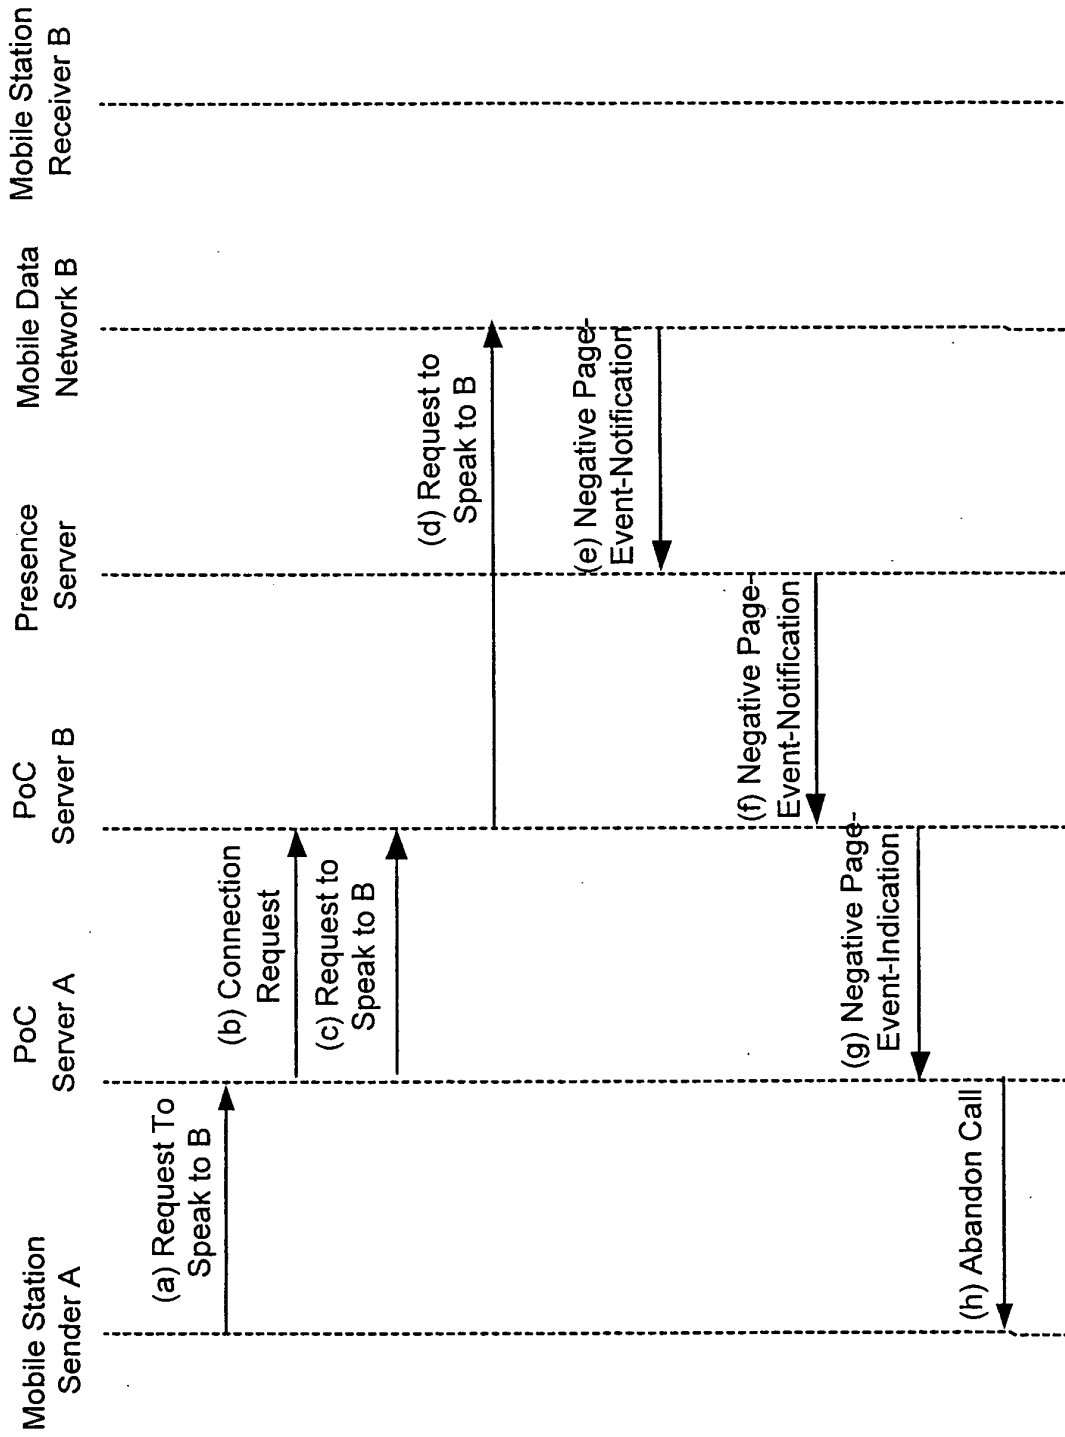 Mobile Station
Sender A
PoC
Server A
PoC
Server B
Presence
Server
Mobile Data
Network B
Mobile Station
Receiver B
(a) Request To
Speak to B
(b) Connection
Request
(c) Request to
Speak to B
(d) Request to
Speak to B
(e) Negative Page-
Event-Notification
(f) Negative Page-
Event-Notification
(g) Negative Page-
Event-Indication
(h) Abandon Call